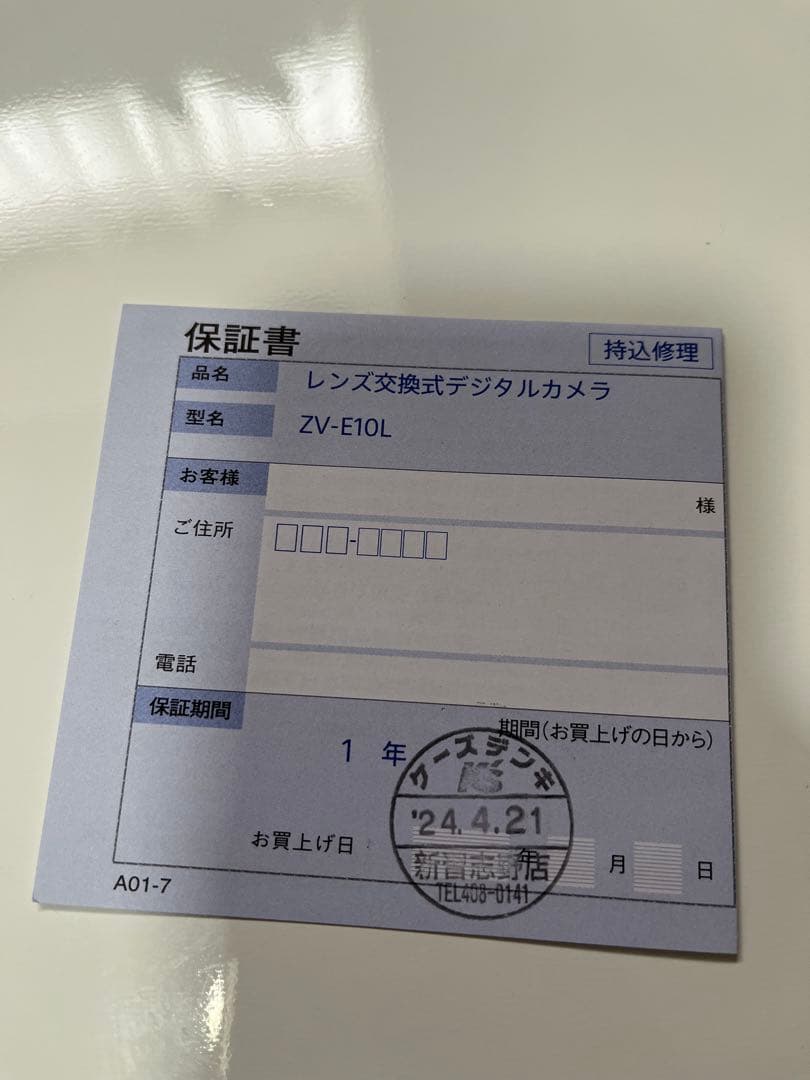 保証書
持込修理
品名
レンズ交換式デジタルカメラ
型名
ZV-E10L
お客様
様
ご住所
電話
保証期間
期間(お買上げの日から)
1 年
ケーズデンキ
K's
'24.4.21
お買上げ日
年 月 日
新習志野店
TEL408-0141
A01-7